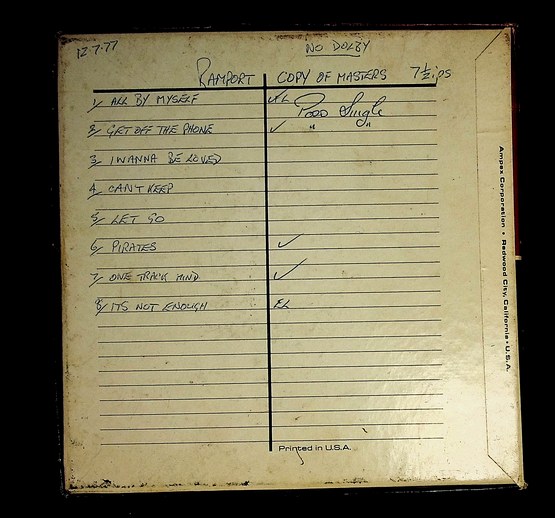 12.7.77
NO DOLBY
RAMPORT COPY OF MASTERS 7½ ips
1/ ALL BY MYSELF
2/ GET OFF THE PHONE ✓ " "
3/ I WANNA BE LOVED
4/ CAN'T KEEP
5/ LET GO
6/ PIRATES ✓
7/ ONE TRACK MIND ✓
8/ ITS NOT ENOUGH
Single
Ampex Corporation • Redwood City, California • U.S.A.
Printed in U.S.A.